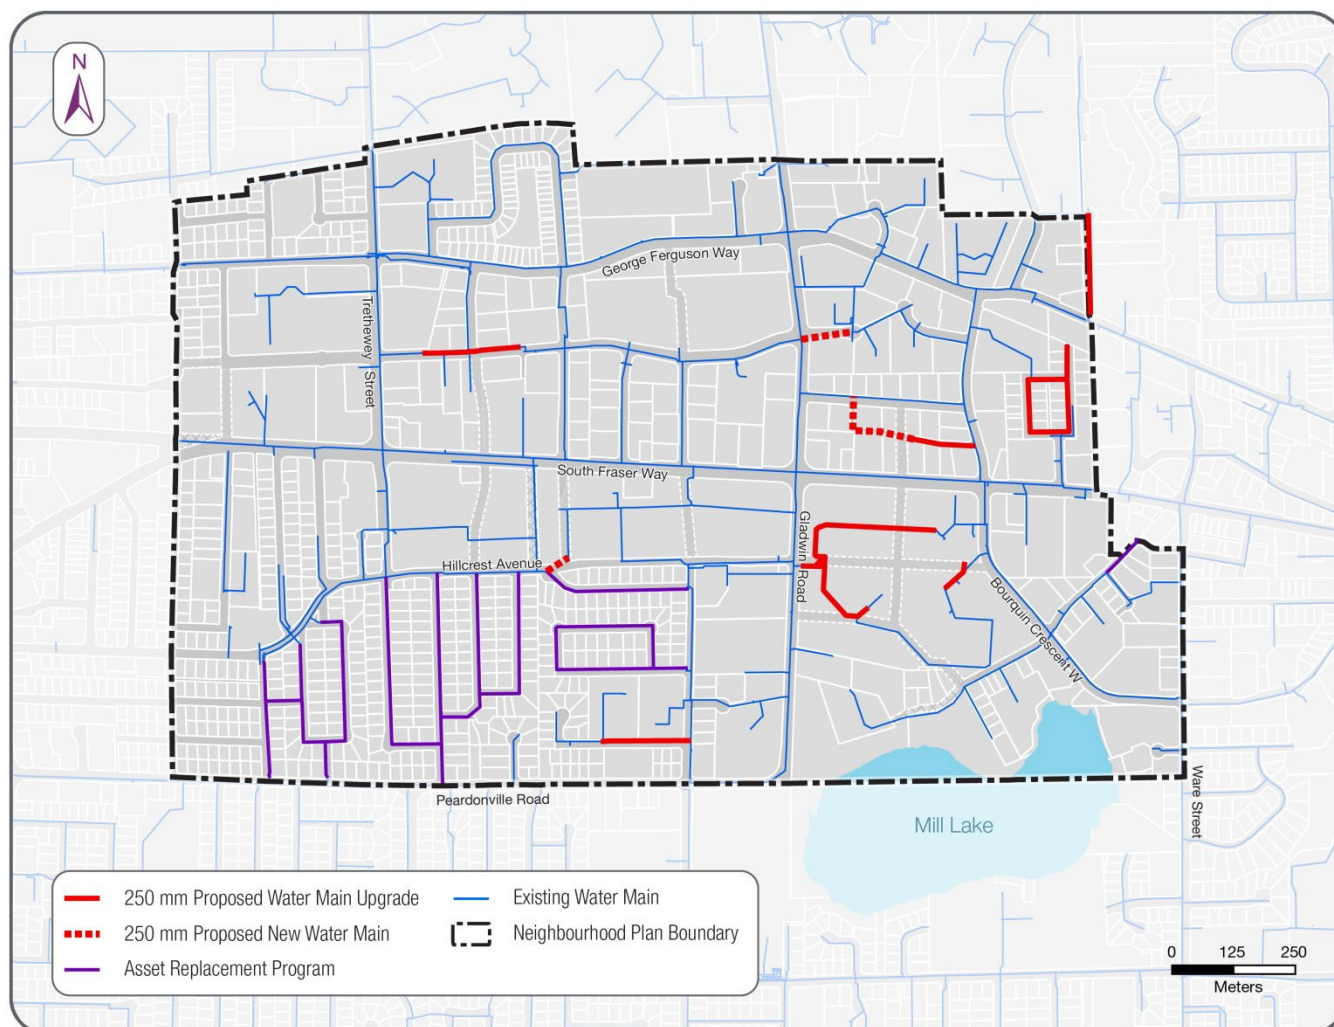 N
George Ferguson Way
Trethewey Street
South Fraser Way
Hillcrest Avenue
Gladwin Road
Bourquin Crescent W
Peardonville Road
Ware Street
Mill Lake
250 mm Proposed Water Main Upgrade
250 mm Proposed New Water Main
Asset Replacement Program
Existing Water Main
Neighbourhood Plan Boundary
0 125 250
Meters